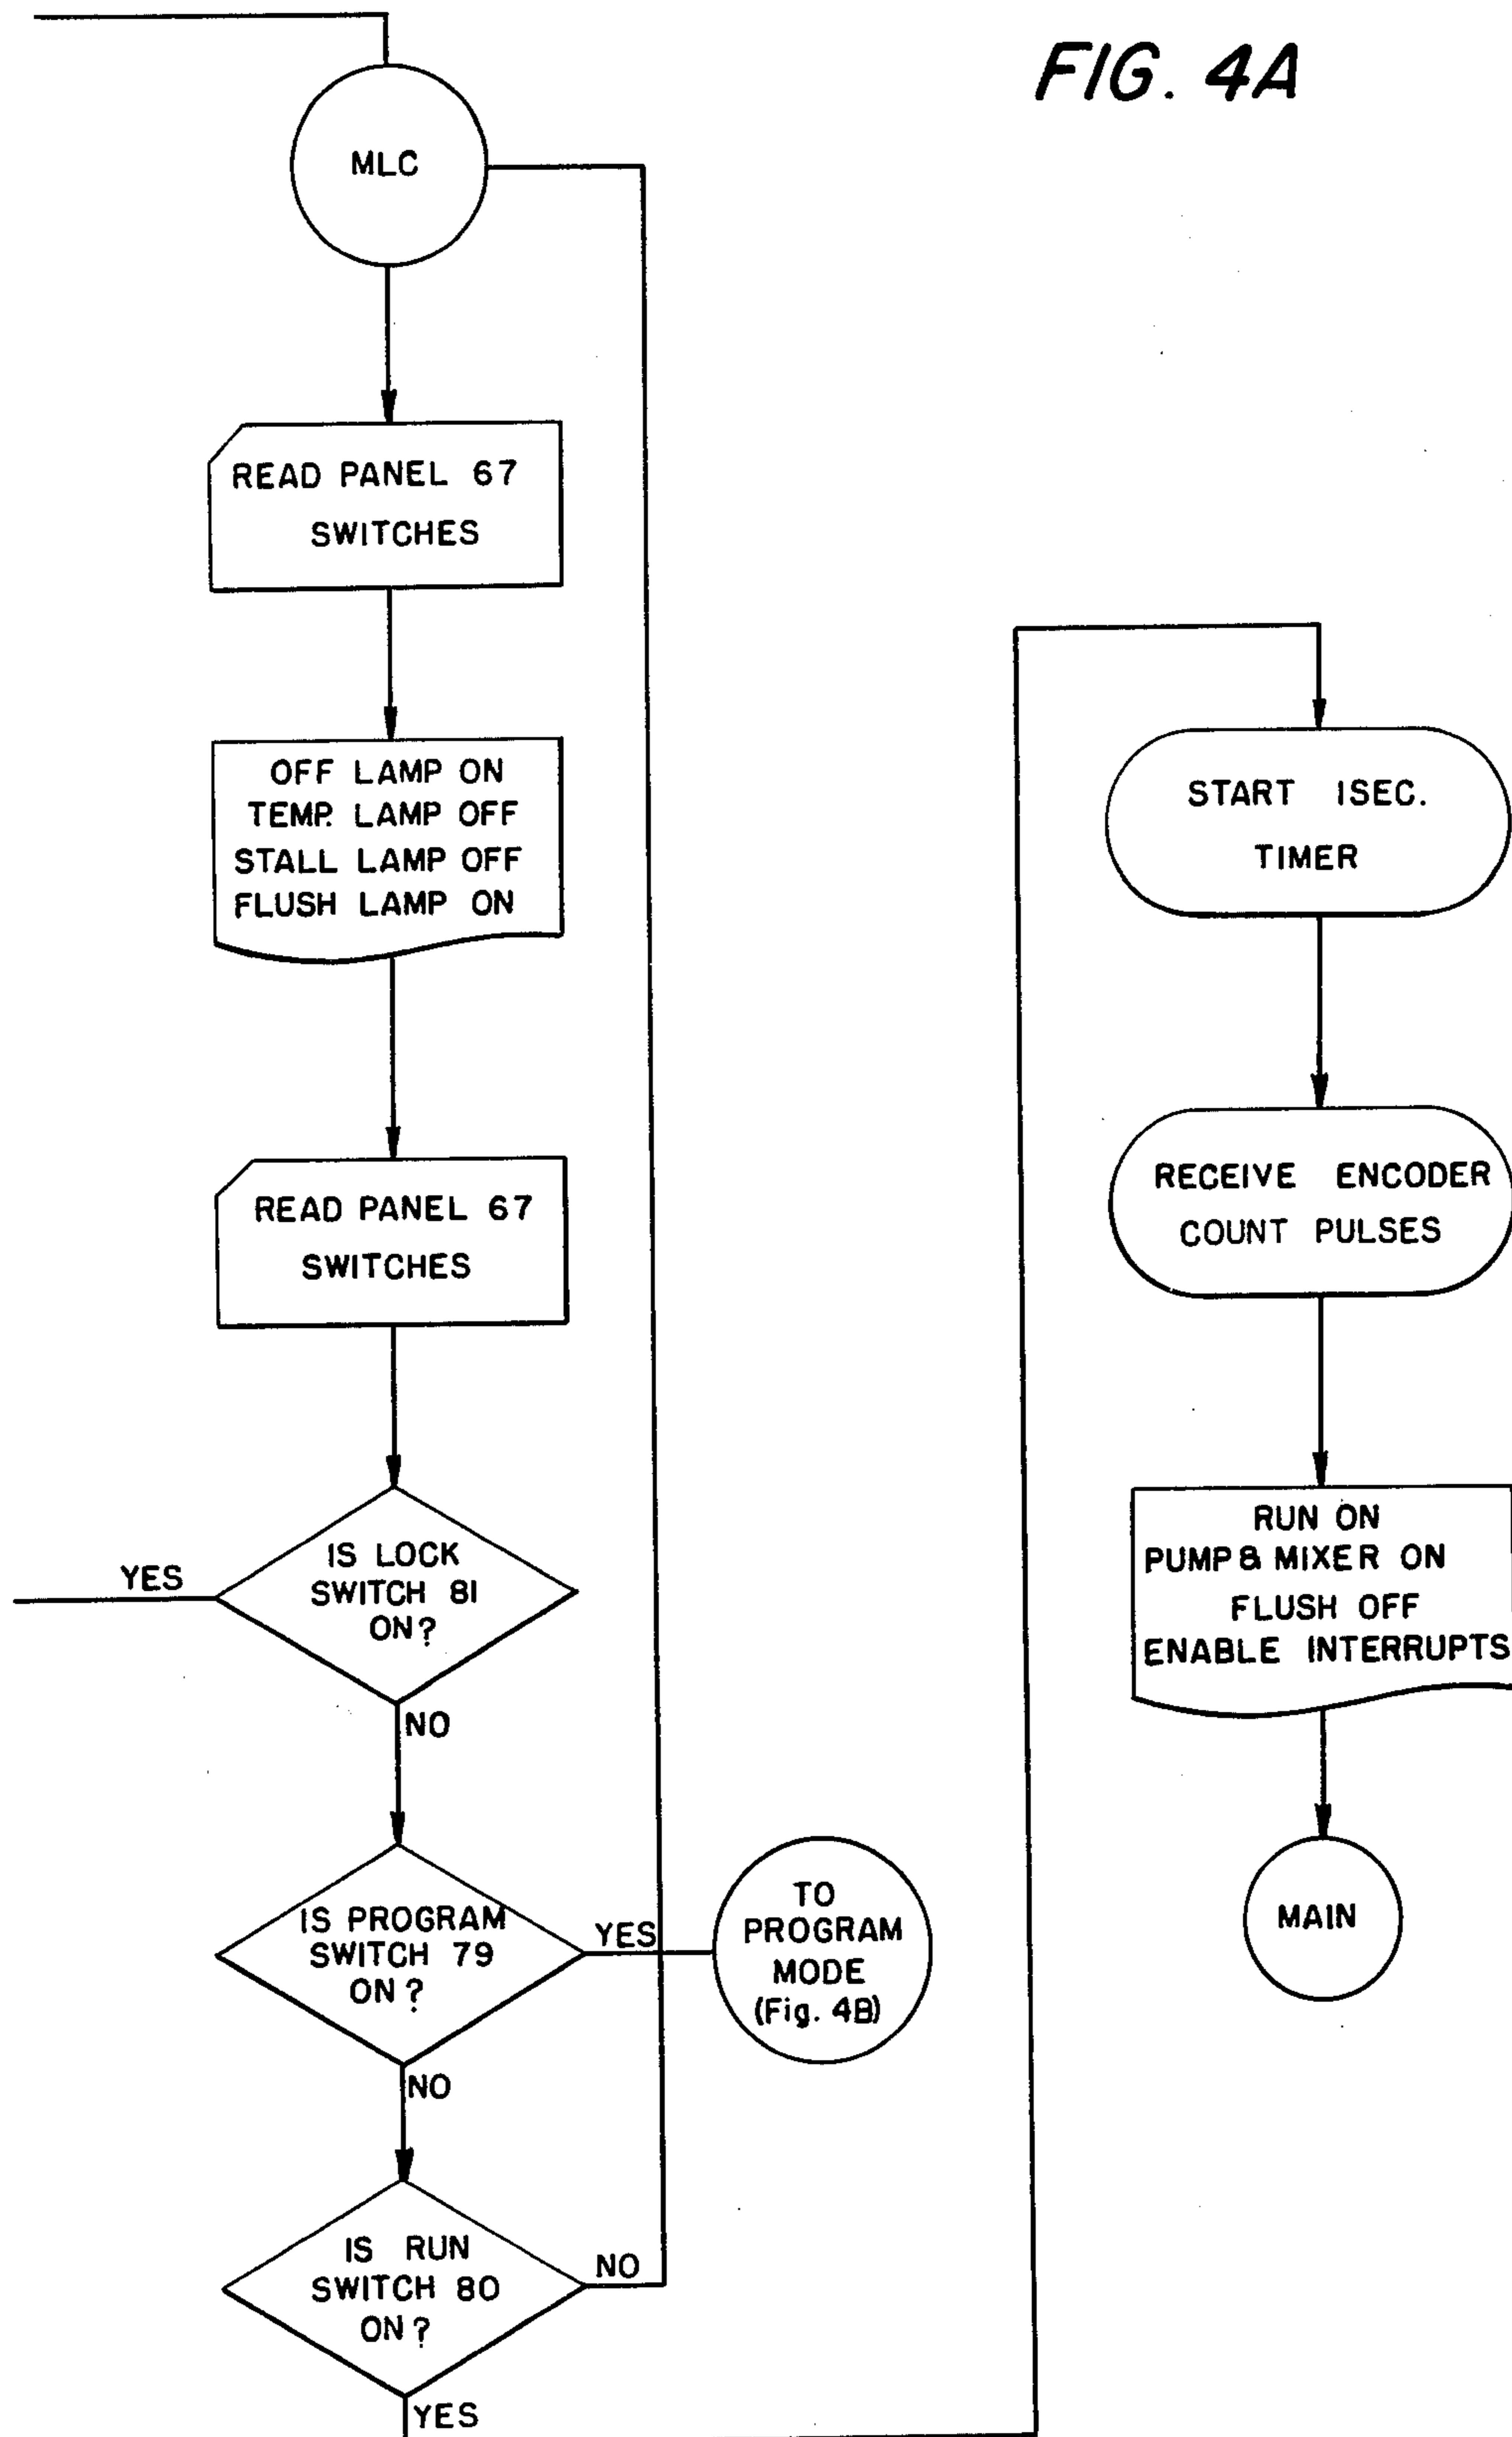 FIG. 4A
MLC
READ PANEL 67
SWITCHES
OFF LAMP ON
TEMP. LAMP OFF
STALL LAMP OFF
FLUSH LAMP ON
READ PANEL 67
SWITCHES
IS LOCK
SWITCH 81
ON?
YES
NO
IS PROGRAM
SWITCH 79
ON?
YES
TO
PROGRAM
MODE
(Fig. 4B)
NO
IS RUN
SWITCH 80
ON?
NO
YES
START 1SEC.
TIMER
RECEIVE ENCODER
COUNT PULSES
RUN ON
PUMP & MIXER ON
FLUSH OFF
ENABLE INTERRUPTS
MAIN